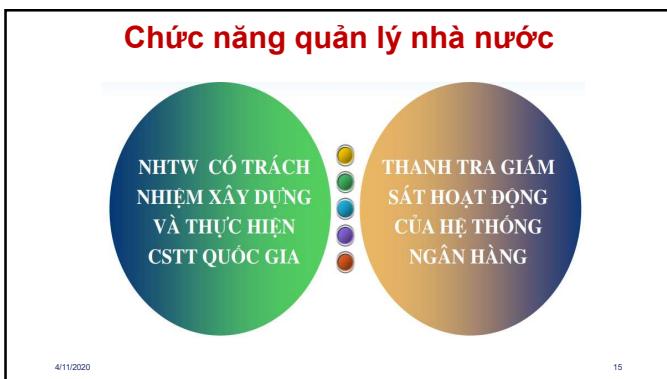 Chức năng quản lý nhà nước
NHTW CÓ TRÁCH
NHIỆM XÂY DỰNG
VÀ THỰC HIỆN
CSTT QUỐC GIA
THANH TRA GIÁM
SÁT HOẠT ĐỘNG
CỦA HỆ THỐNG
NGÂN HÀNG
4/11/2020
15